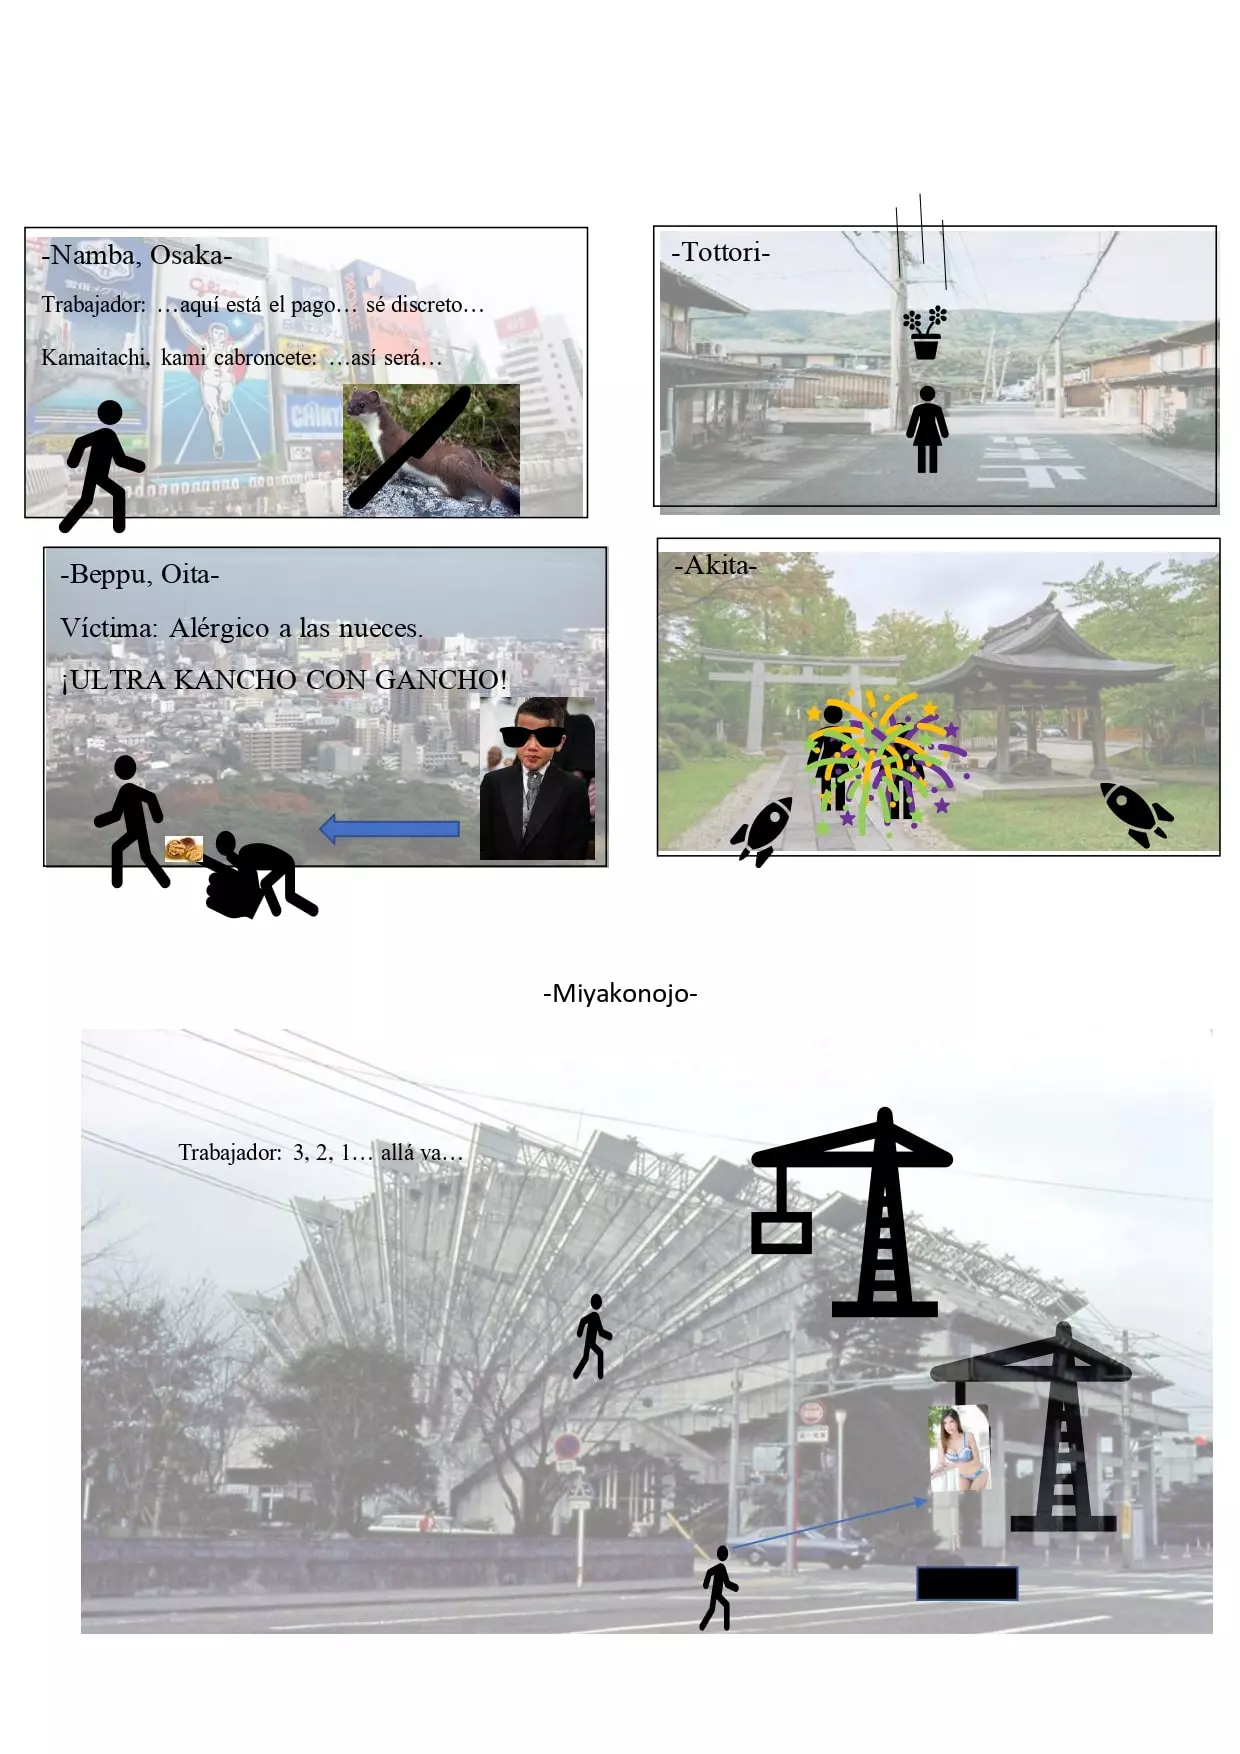 -Namba, Osaka-
Trabajador: …aquí está el pago… sé discreto…
Kamaitachi, kami cabroncete: …así será…
-Tottori-
-Beppu, Oita-
Víctima: Alérgico a las nueces.
¡ULTRA KANCHO CON GANCHO!
-Akita-
-Miyakonojo-
Trabajador: 3, 2, 1… allá va…